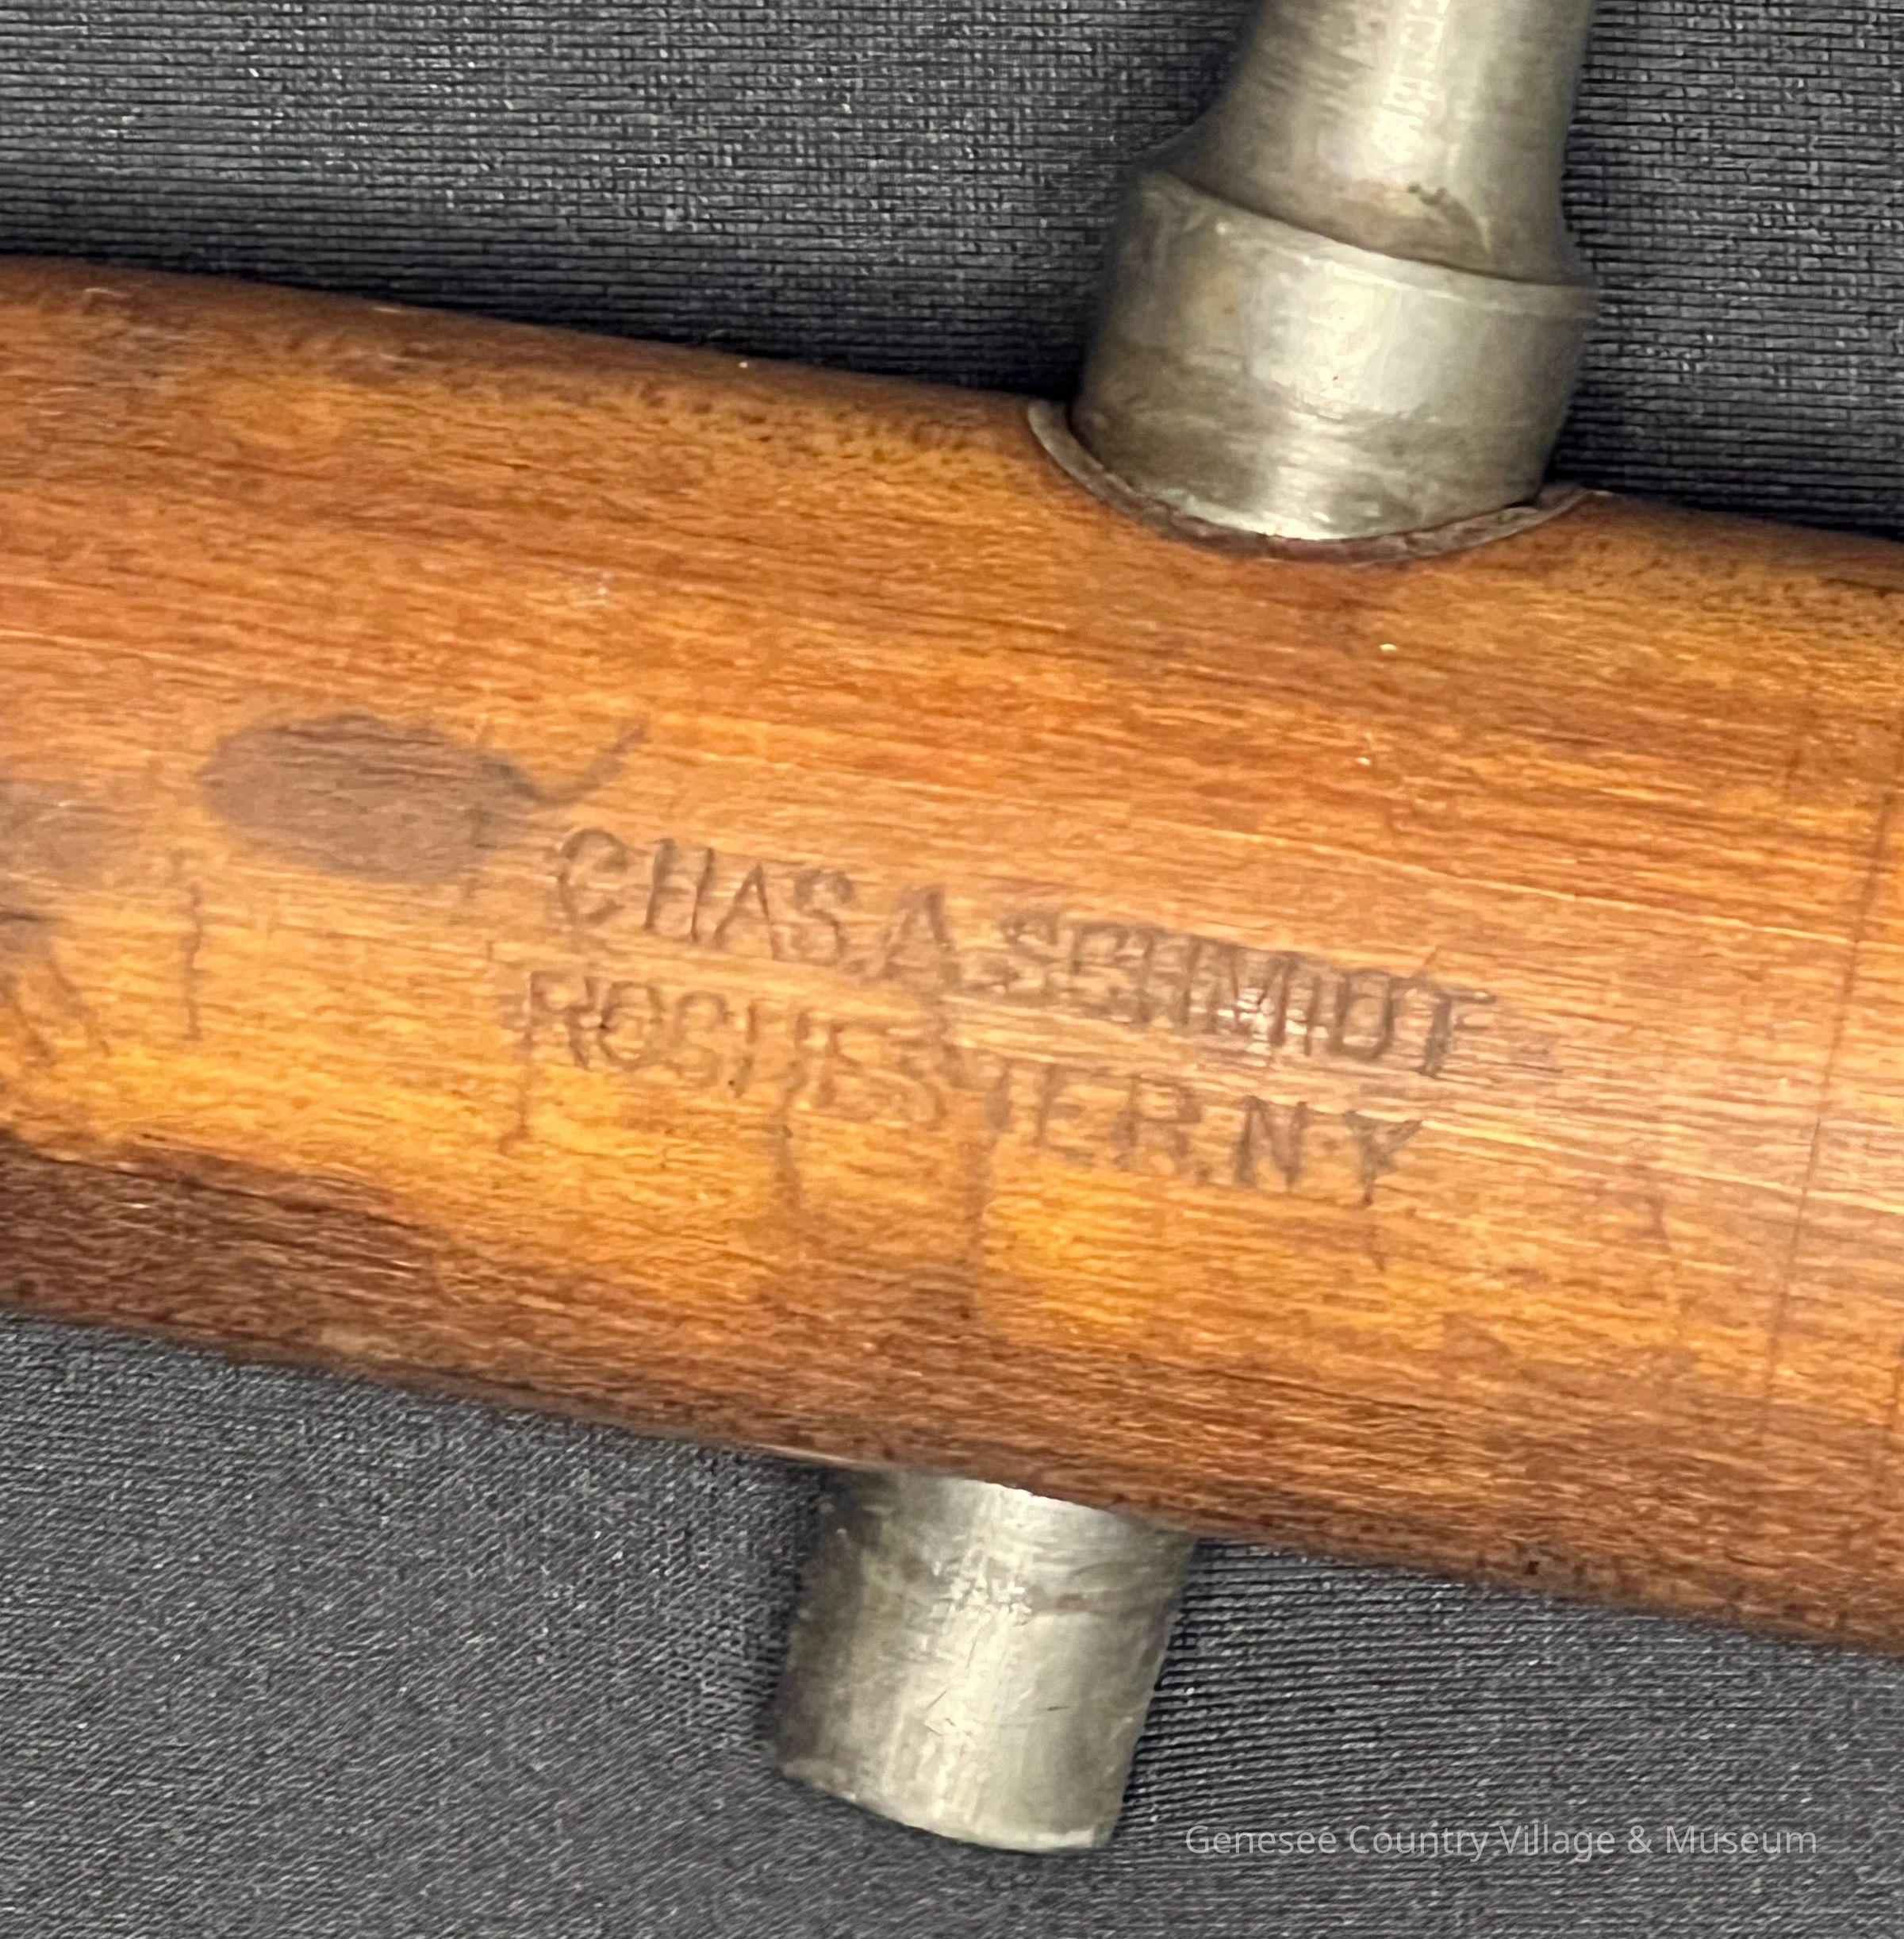 CHAS.A.SCHMIDT
ROCHESTER.N.Y
Genesee Country Village & Museum